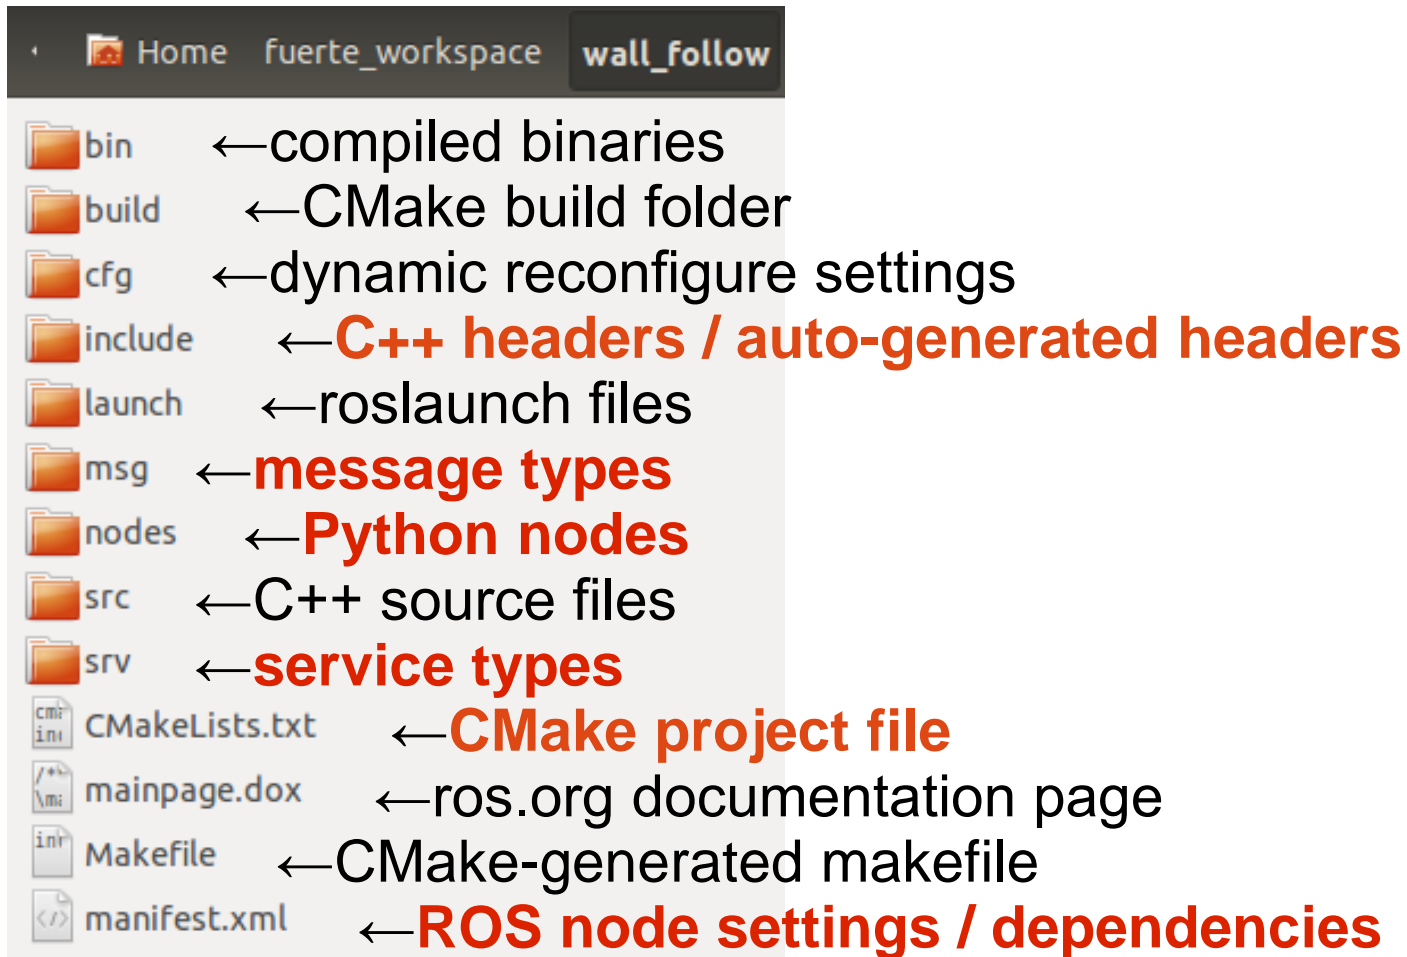 Home fuerte_workspace wall_follow
bin ←compiled binaries
build ←CMake build folder
cfg ←dynamic reconfigure settings
include ←C++ headers / auto-generated headers
launch ←roslaunch files
msg ←message types
nodes ←Python nodes
src ←C++ source files
srv ←service types
CMakeLists.txt ←CMake project file
mainpage.dox ←ros.org documentation page
Makefile ←CMake-generated makefile
manifest.xml ←ROS node settings / dependencies